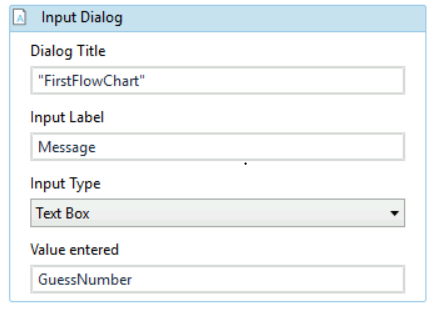 Input Dialog
Dialog Title
"FirstFlowChart"
Input Label
Message
Input Type
Text Box
Value entered
GuessNumber